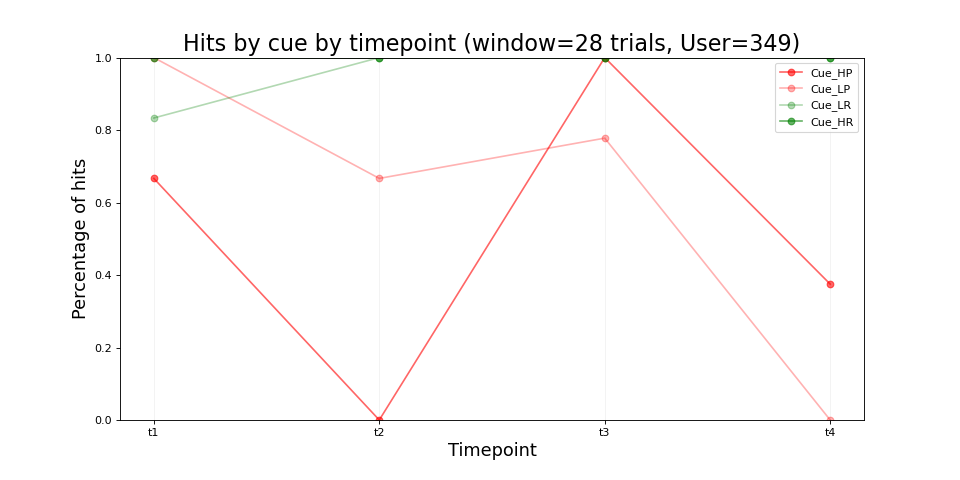 Hits by cue by timepoint (window=28 trials, User=349)
Percentage of hits
1.0
0.8
0.6
0.4
0.2
0.0
t1
t2
t3
t4
Timepoint
Cue_HP
Cue_LP
Cue_LR
Cue_HR